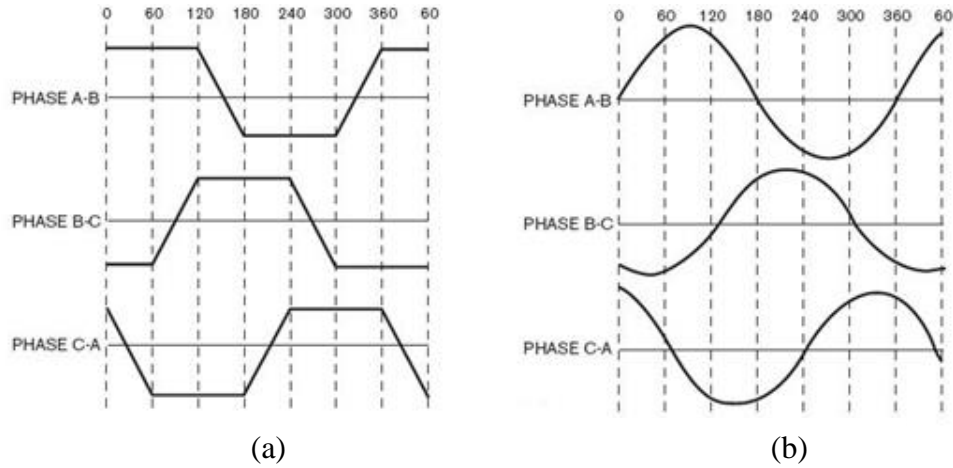 0 60 120 180 240 300 360 60
PHASE A-B
PHASE B-C
PHASE C-A
(a)
0 60 120 180 240 300 360 60
PHASE A-B
PHASE B-C
PHASE C-A
(b)